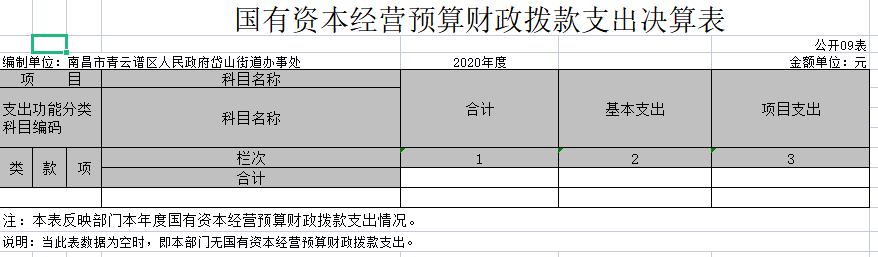 国有资本经营预算财政拨款支出决算表
公开09表
编制单位：南昌市青云谱区人民政府岱山街道办事处 2020年度 金额单位：元
项 目 科目名称 合计 基本支出 项目支出
支出功能分类
科目编码
科目名称
类 款 项 栏次 1 2 3
合计
注：本表反映部门本年度国有资本经营预算财政拨款支出情况。
说明：当此表数据为空时，即本部门无国有资本经营预算财政拨款支出。